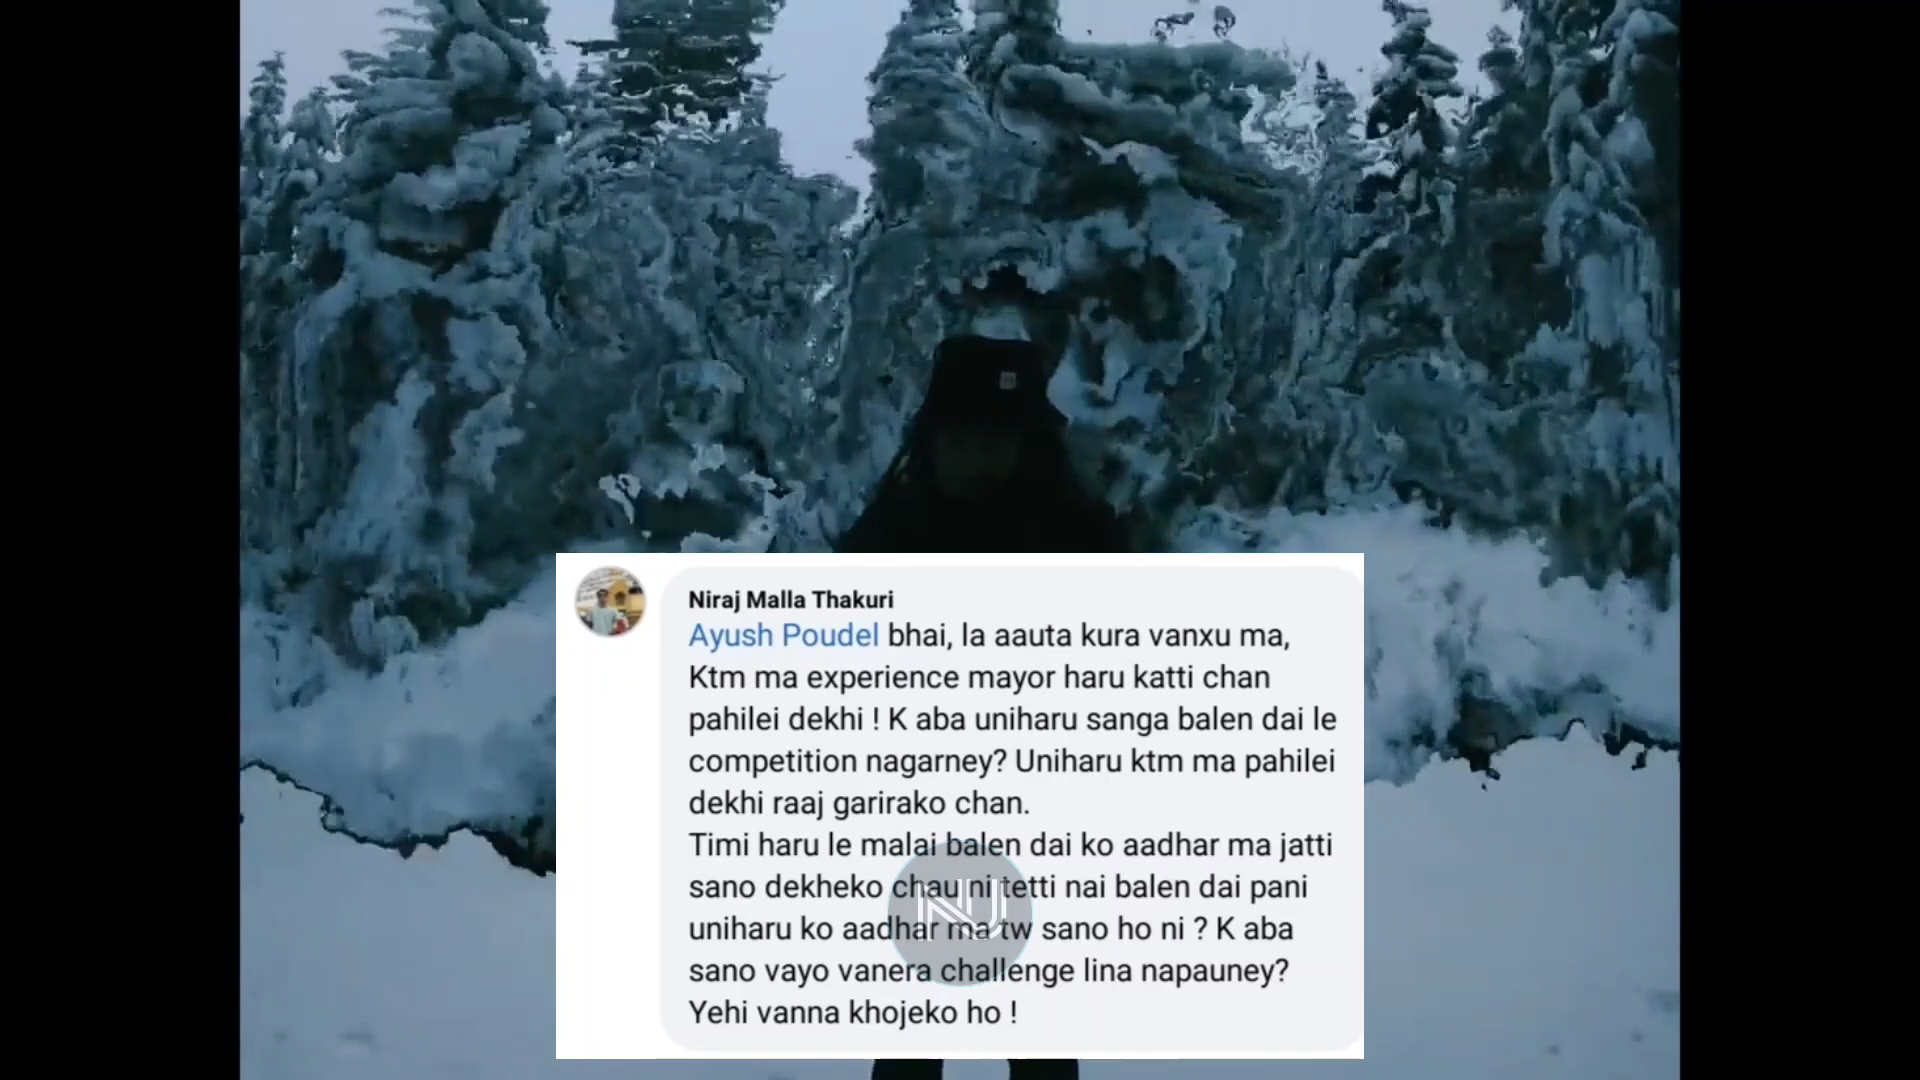 Niraj Malla Thakuri
Ayush Poudel bhai, la aauta kura vanxu ma,
Ktm ma experience mayor haru katti chan
pahilei dekhi ! K aba uniharu sanga balen dai le
competition nagarney? Uniharu ktm ma pahilei
dekhi raaj garirako chan.
Timi haru le malai balen dai ko aadhar ma jatti
sano dekheko chau ni tetti nai balen dai pani
uniharu ko aadhar ma tw sano ho ni ? K aba
sano vayo vanera challenge lina napauney?
Yehi vanna khojeko ho !
NU